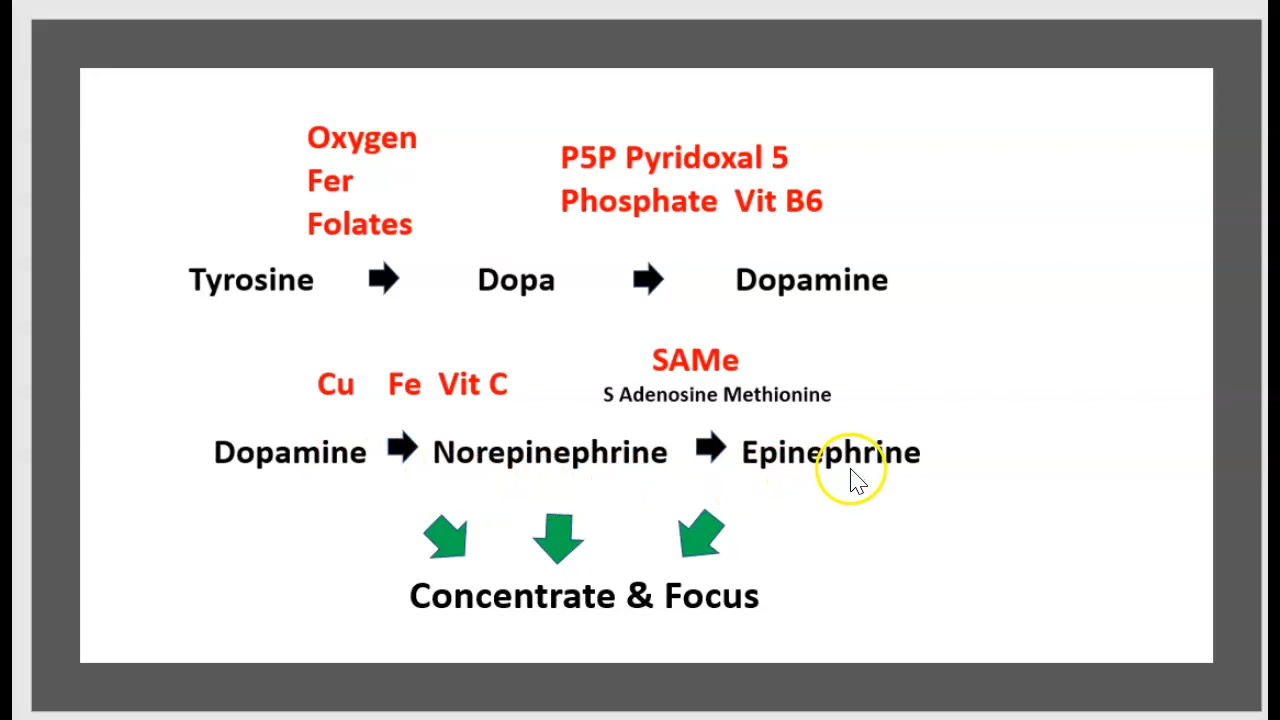 Oxygen
Fer
Folates
P5P Pyridoxal 5
Phosphate Vit B6
Tyrosine Dopa Dopamine
SAMe
Cu Fe Vit C
S Adenosine Methionine
Dopamine Norepinephrine Epinephrine
Concentrate & Focus